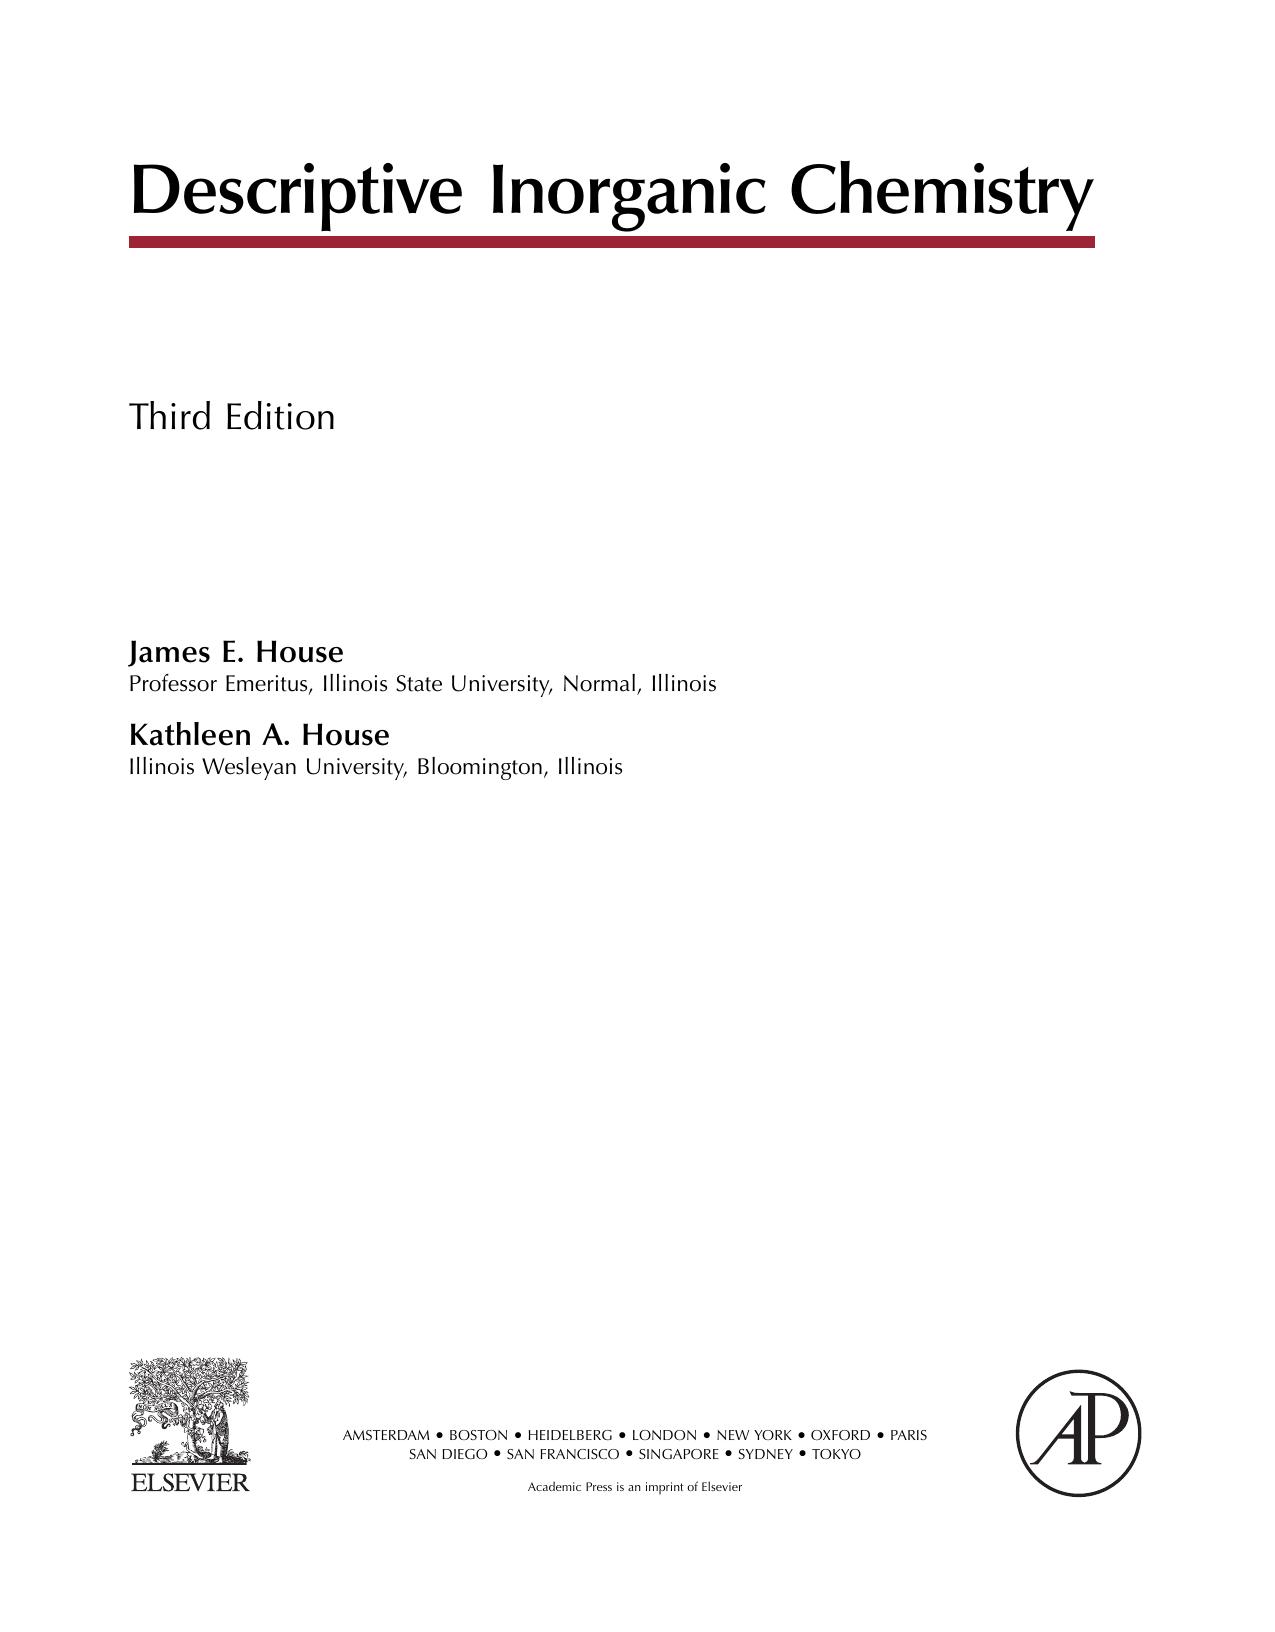 Descriptive Inorganic Chemistry
Third Edition
James E. House
Professor Emeritus, Illinois State University, Normal, Illinois
Kathleen A. House
Illinois Wesleyan University, Bloomington, Illinois
AMSTERDAM • BOSTON • HEIDELBERG • LONDON • NEW YORK • OXFORD • PARIS
SAN DIEGO • SAN FRANCISCO • SINGAPORE • SYDNEY • TOKYO
Academic Press is an imprint of Elsevier
ELSEVIER
AP